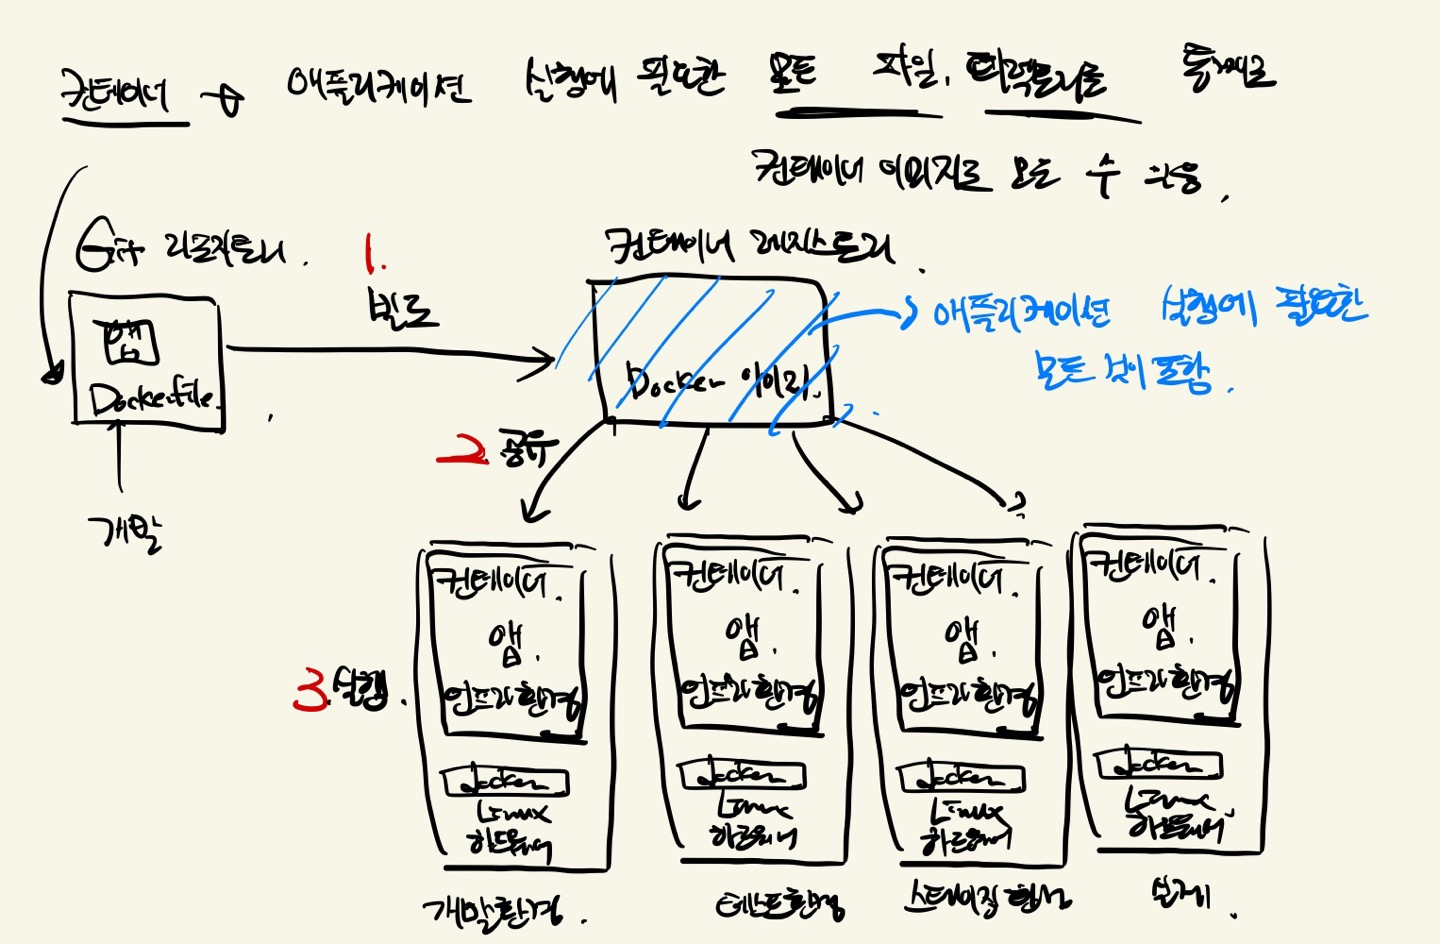 컨테이너 → 애플리케이션 실행에 필요한 모든 파일, 디렉토리를 통째로
컨테이너 이미지로 모을 수 있음.
Git 리포지토리.
1.
빌드
컨테이너 레지스트리.
앱
Dockerfile
Docker 이미지.
→ 애플리케이션 실행에 필요한
모든 것이 포함.
개발
2. 공유
3. 실행.
컨테이너.
앱.
인프라환경
docker
Linux
하드웨어
개발환경.
컨테이너.
앱.
인프라환경
docker
Linux
하드웨어
테스트환경
컨테이너.
앱.
인프라환경
docker
Linux
하드웨어
스테이징 환경
컨테이너.
앱.
인프라환경
docker
Linux
하드웨어
실제.